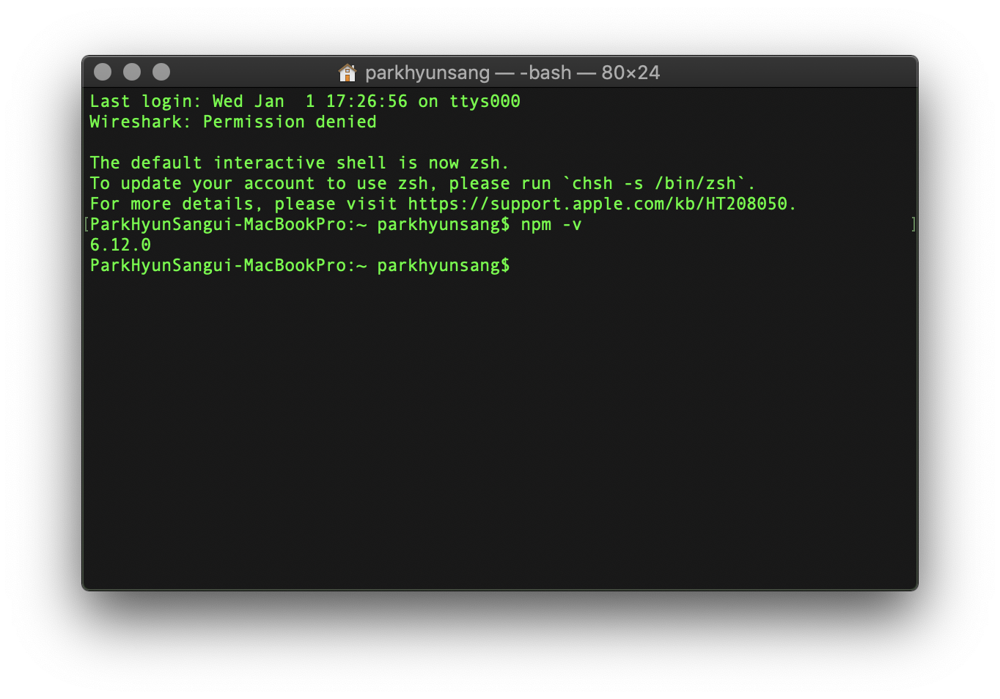 parkhyunsang — -bash — 80×24
Last login: Wed Jan  1 17:26:56 on ttys000
Wireshark: Permission denied
The default interactive shell is now zsh.
To update your account to use zsh, please run `chsh -s /bin/zsh`.
For more details, please visit https://support.apple.com/kb/HT208050.
[ParkHyunSangui-MacBookPro:~ parkhyunsang$ npm -v ]
6.12.0
ParkHyunSangui-MacBookPro:~ parkhyunsang$